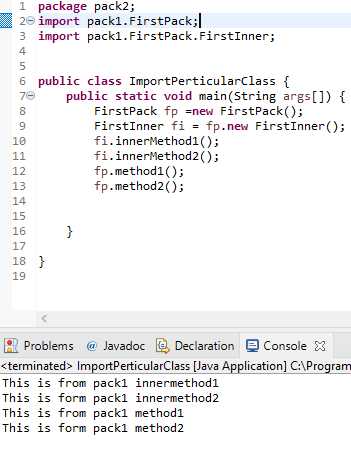 1 package pack2;
2 import pack1.FirstPack;
3 import pack1.FirstPack.FirstInner;
4
5
6 public class ImportPerticularClass {
7 public static void main(String args[]) {
8 FirstPack fp =new FirstPack();
9 FirstInner fi = fp.new FirstInner();
10 fi.innerMethod1();
11 fi.innerMethod2();
12 fp.method1();
13 fp.method2();
14
15
16 }
17
18 }
19
Problems @ Javadoc Declaration Console
<terminated> ImportPerticularClass [Java Application] C:\Program
This is from pack1 innermethod1
This is form pack1 innermethod2
This is from pack1 method1
This is form pack1 method2